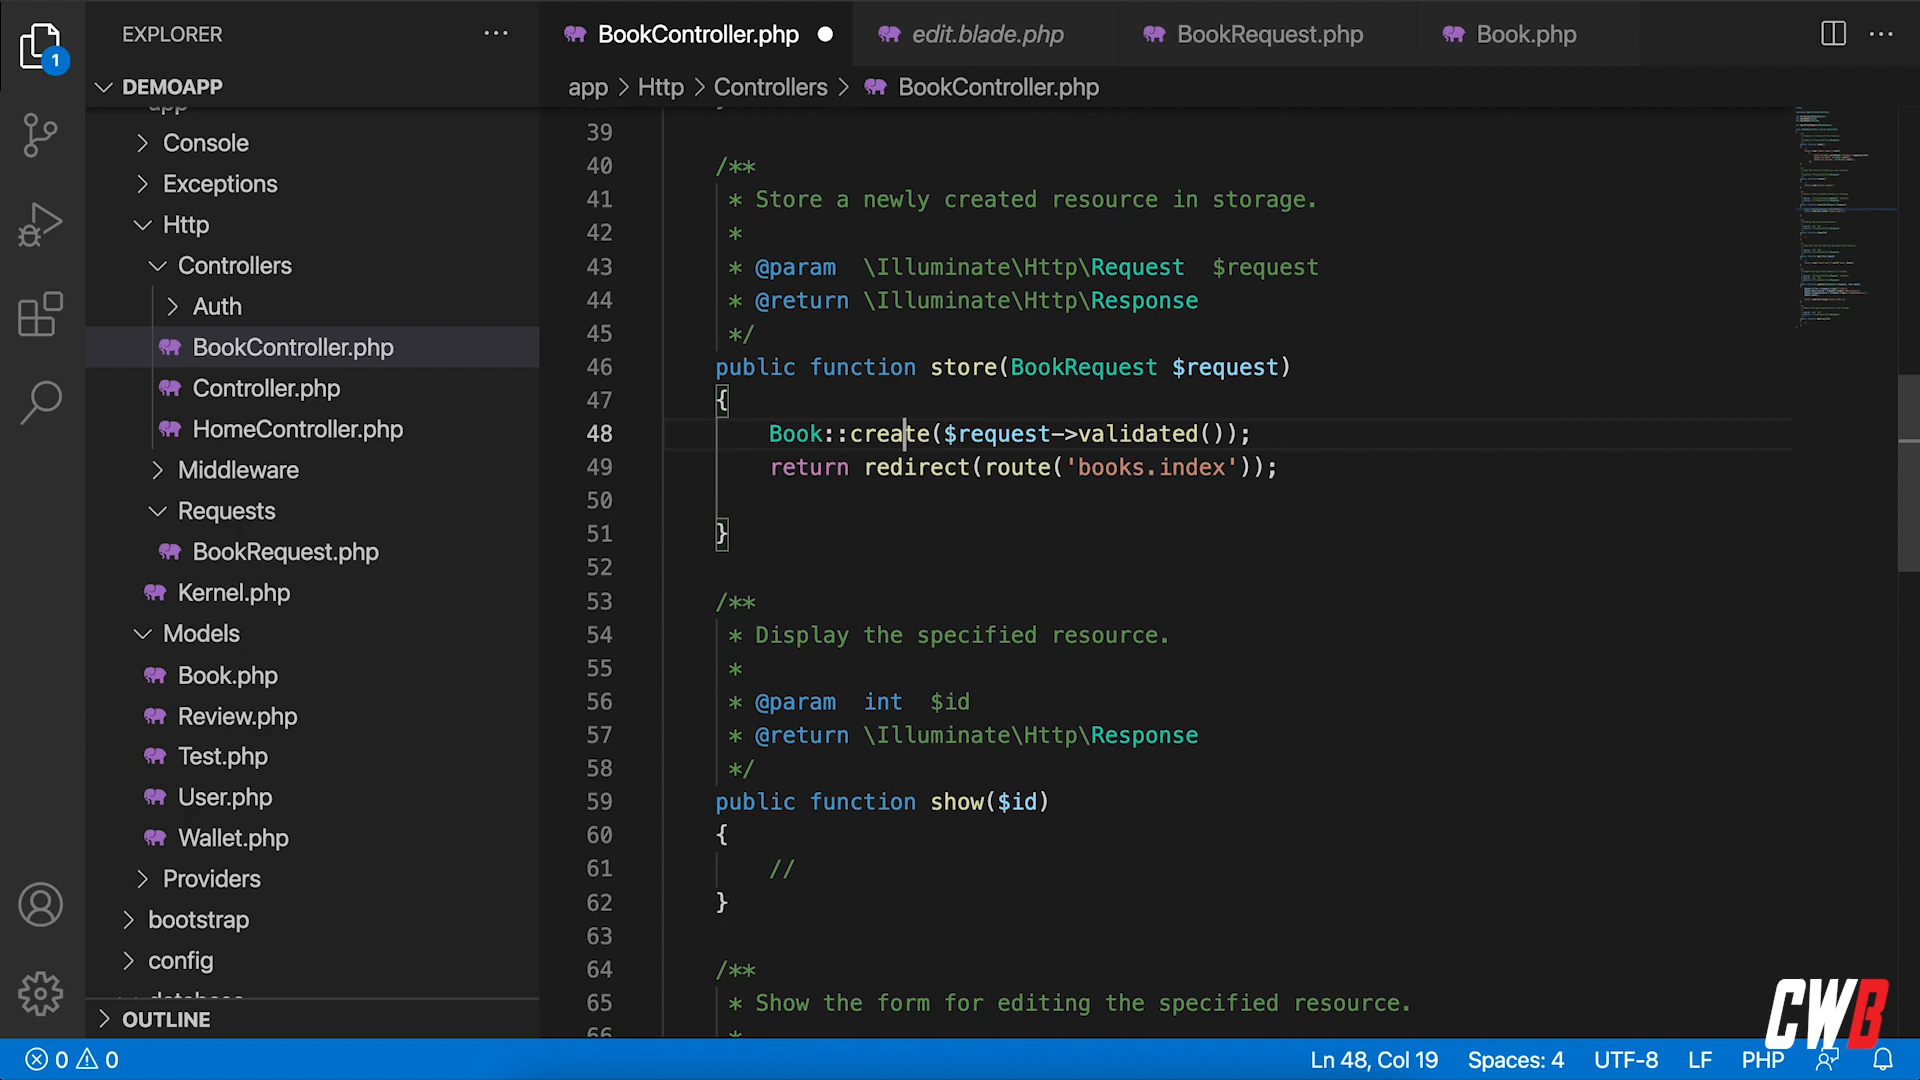 EXPLORER
BookController.php
edit.blade.php
BookRequest.php
Book.php
1
DEMOAPP
app > Http > Controllers > BookController.php
app
Console
Exceptions
Http
Controllers
Auth
BookController.php
Controller.php
HomeController.php
Middleware
Requests
BookRequest.php
Kernel.php
Models
Book.php
Review.php
Test.php
User.php
Wallet.php
Providers
bootstrap
config
database
OUTLINE
39
40 /**
41 * Store a newly created resource in storage.
42 *
43 * @param  \Illuminate\Http\Request  $request
44 * @return \Illuminate\Http\Response
45 */
46 public function store(BookRequest $request)
47 {
48 Book::create($request->validated());
49 return redirect(route('books.index'));
50
51 }
52
53 /**
54 * Display the specified resource.
55 *
56 * @param  int  $id
57 * @return \Illuminate\Http\Response
58 */
59 public function show($id)
60 {
61 //
62 }
63
64 /**
65 * Show the form for editing the specified resource.
66 *
CWB
0 0
Ln 48, Col 19
Spaces: 4
UTF-8
LF
PHP